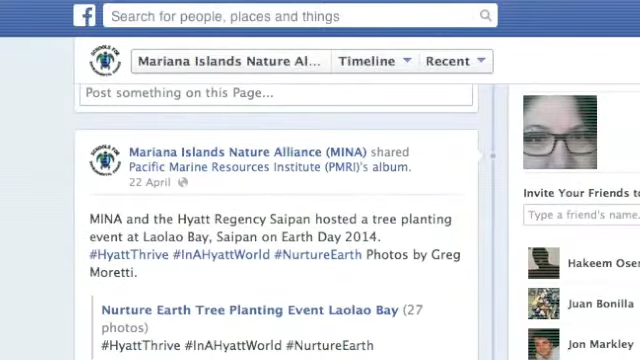 Search for people, places and things
Mariana Islands Nature Al... Timeline Recent
Post something on this Page...
Mariana Islands Nature Alliance (MINA) shared
Pacific Marine Resources Institute (PMRI)'s album.
22 April
MINA and the Hyatt Regency Saipan hosted a tree planting
event at Laolao Bay, Saipan on Earth Day 2014.
#HyattThrive #InAHyattWorld #NurtureEarth Photos by Greg
Moretti.
Nurture Earth Tree Planting Event Laolao Bay (27
photos)
#HyattThrive #InAHyattWorld #NurtureEarth
Invite Your Friends to
Type a friend's name.
Hakeem Oser
Juan Bonilla
Jon Markley